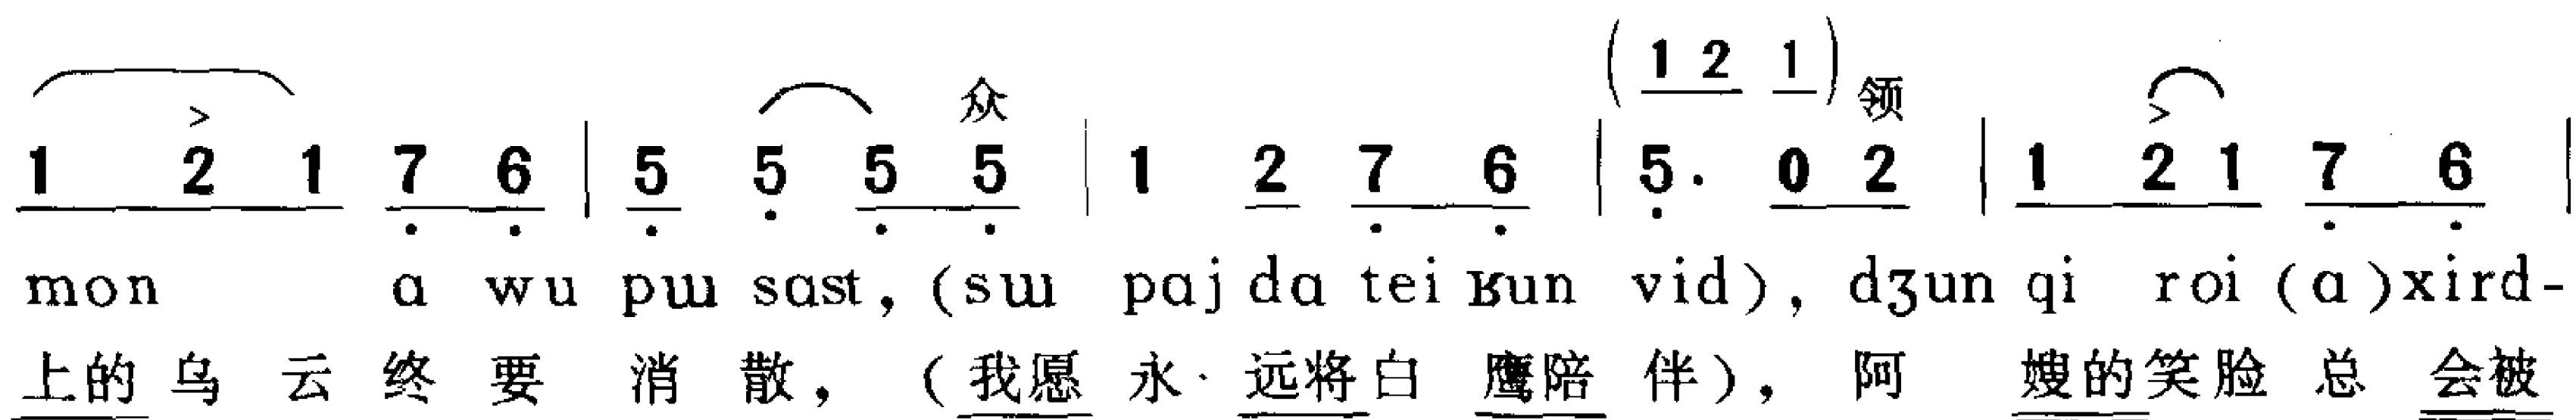 (1 2 1)
众 领
1 2 1 7 6 | 5 5 5 5 | 1 2 7 6 | 5. 0 2 | 1 2 1 7 6 |
mon ɑ wu pɯ sɑst, (sɯ pɑj dɑ tei ʁun vid), dʒun qi roi (ɑ)xird-
上的乌云终要消散，（我愿永远将白鹰陪伴），阿嫂的笑脸总会被